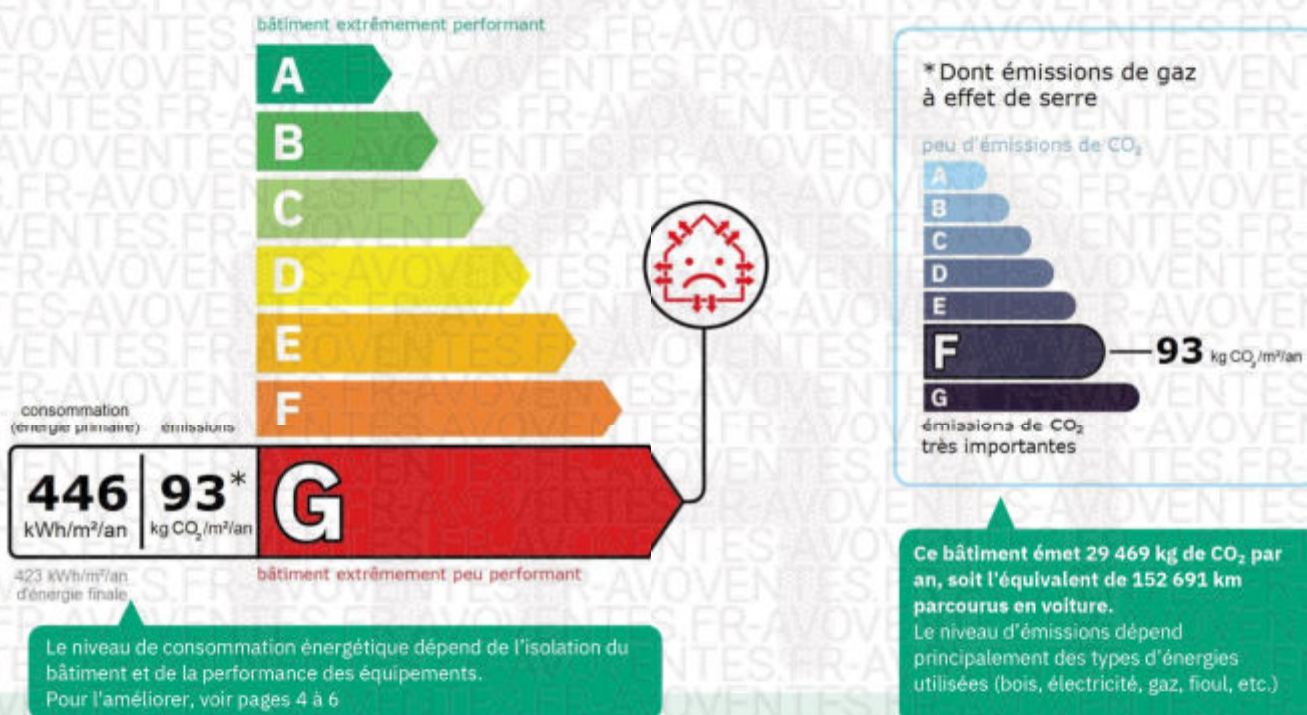 bâtiment extrêmement performant
A
B
C
D
E
F
G
consommation
(énergie primaire) émissions
446 93*
kWh/m²/an kg CO₂/m²/an
423 kWh/m²/an
d'énergie finale
bâtiment extrêmement peu performant
Le niveau de consommation énergétique dépend de l'isolation du
bâtiment et de la performance des équipements.
Pour l'améliorer, voir pages 4 à 6
*Dont émissions de gaz
à effet de serre
peu d'émissions de CO₂
A
B
C
D
E
F 93 kg CO₂/m²/an
G
émissions de CO₂
très importantes
Ce bâtiment émet 29 469 kg de CO₂ par
an, soit l'équivalent de 152 691 km
parcourus en voiture.
Le niveau d'émissions dépend
principalement des types d'énergies
utilisées (bois, électricité, gaz, fioul, etc.)